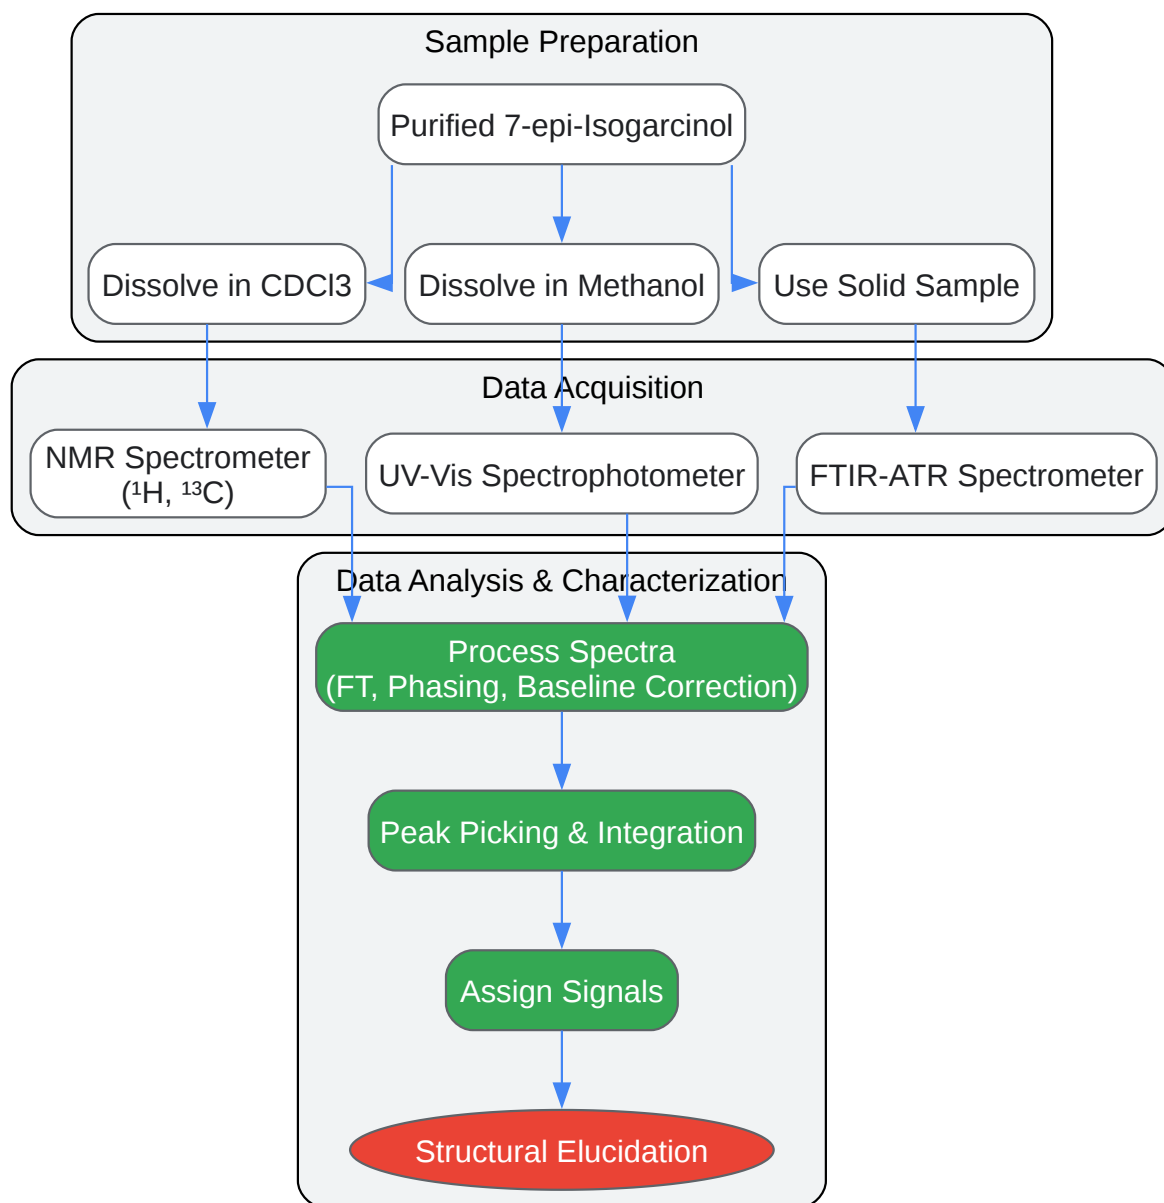 Sample Preparation
Purified 7-epi-Isogarcinol
Dissolve in CDCl3
Dissolve in Methanol
Use Solid Sample
Data Acquisition
NMR Spectrometer
(¹H, ¹³C)
UV-Vis Spectrophotometer
FTIR-ATR Spectrometer
Data Analysis & Characterization
Process Spectra
(FT, Phasing, Baseline Correction)
Peak Picking & Integration
Assign Signals
Structural Elucidation